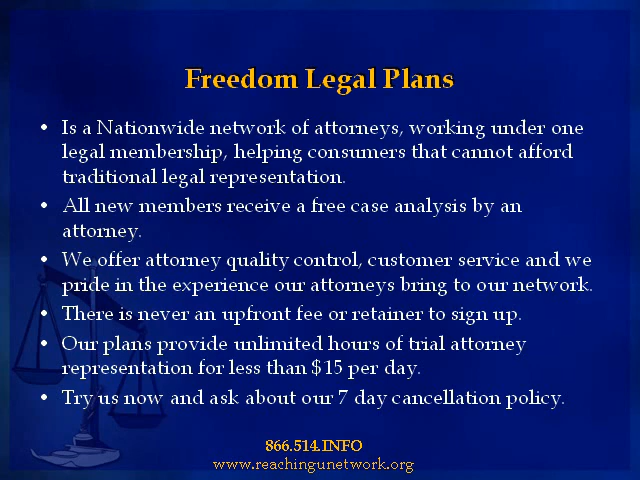 Freedom Legal Plans
• Is a Nationwide network of attorneys, working under one
legal membership, helping consumers that cannot afford
traditional legal representation.
• All new members receive a free case analysis by an
attorney.
• We offer attorney quality control, customer service and we
pride in the experience our attorneys bring to our network.
• There is never an upfront fee or retainer to sign up.
• Our plans provide unlimited hours of trial attorney
representation for less than $15 per day.
• Try us now and ask about our 7 day cancellation policy.
866.514.INFO
www.reachingunetwork.org